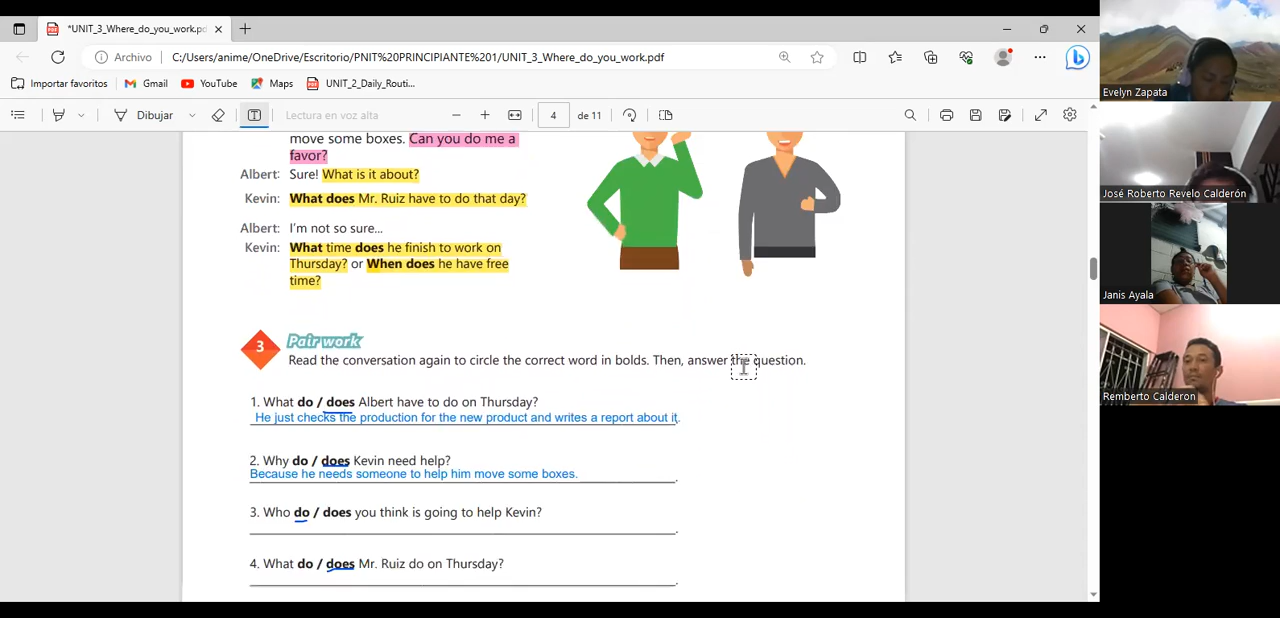 *UNIT_3_Where_do_you_work.pd
Archivo
C:/Users/anime/OneDrive/Escritorio/PNIT%20PRINCIPIANTE%201/UNIT_3_Where_do_you_work.pdf
Importar favoritos
Gmail
YouTube
Maps
UNIT_2_Daily_Routi...
Dibujar
Lectura en voz alta
4
de 11
move some boxes. Can you do me a
favor?
Albert: Sure! What is it about?
Kevin: What does Mr. Ruiz have to do that day?
Albert: I'm not so sure...
Kevin: What time does he finish to work on
Thursday? or When does he have free
time?
3
Pair work
Read the conversation again to circle the correct word in bolds. Then, answer the question.
1. What do / does Albert have to do on Thursday?
He just checks the production for the new product and writes a report about it.
2. Why do / does Kevin need help?
Because he needs someone to help him move some boxes.
3. Who do / does you think is going to help Kevin?
4. What do / does Mr. Ruiz do on Thursday?
Evelyn Zapata
José Roberto Revelo Calderón
Janis Ayala
Remberto Calderon